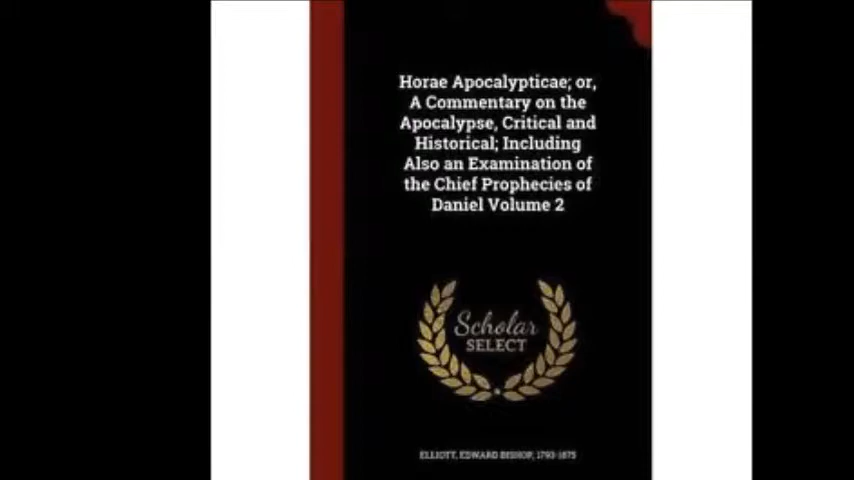 Horae Apocalypticae; or,
A Commentary on the
Apocalypse, Critical and
Historical; Including
Also an Examination of
the Chief Prophecies of
Daniel Volume 2
Scholar
SELECT
ELLIOTT, EDWARD BISHOP, 1793-1875